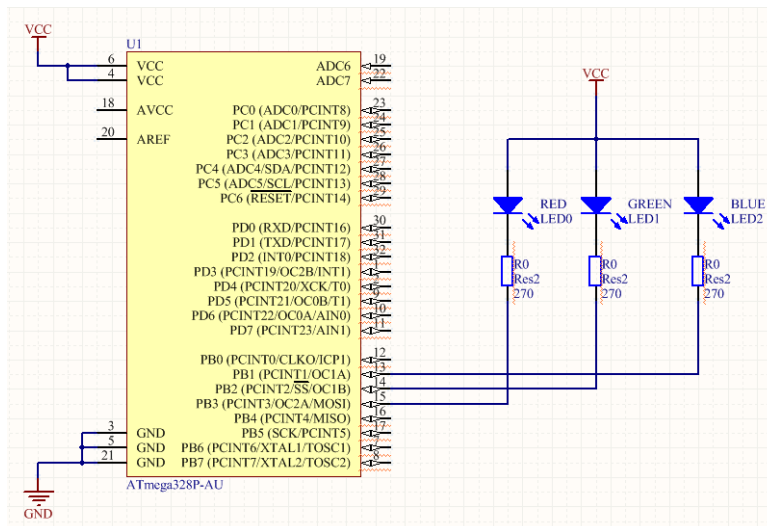 VCC
U1
6 VCC
4 VCC
18 AVCC
20 AREF
3 GND
5 GND
21 GND
GND
ADC6 19
ADC7 22
PC0 (ADC0/PCINT8) 23
PC1 (ADC1/PCINT9) 24
PC2 (ADC2/PCINT10) 25
PC3 (ADC3/PCINT11) 26
PC4 (ADC4/SDA/PCINT12) 27
PC5 (ADC5/SCL/PCINT13) 28
PC6 (RESET/PCINT14) 29
PD0 (RXD/PCINT16) 30
PD1 (TXD/PCINT17) 31
PD2 (INT0/PCINT18) 32
PD3 (PCINT19/OC2B/INT1) 1
PD4 (PCINT20/XCK/T0)
PD5 (PCINT21/OC0B/T1) 9
PD6 (PCINT22/OC0A/AIN0) 10
PD7 (PCINT23/AIN1) 11
PB0 (PCINT0/CLKO/ICP1) 12
PB1 (PCINT1/OC1A) 13
PB2 (PCINT2/SS/OC1B) 14
PB3 (PCINT3/OC2A/MOSI) 15
PB4 (PCINT4/MISO) 16
PB5 (SCK/PCINT5) 17
PB6 (PCINT6/XTAL1/TOSC1) 7
PB7 (PCINT7/XTAL2/TOSC2) 8
ATmega328P-AU
VCC
RED
LED0
GREEN
LED1
BLUE
LED2
R0
Res2
270
R0
Res2
270
R0
Res2
270